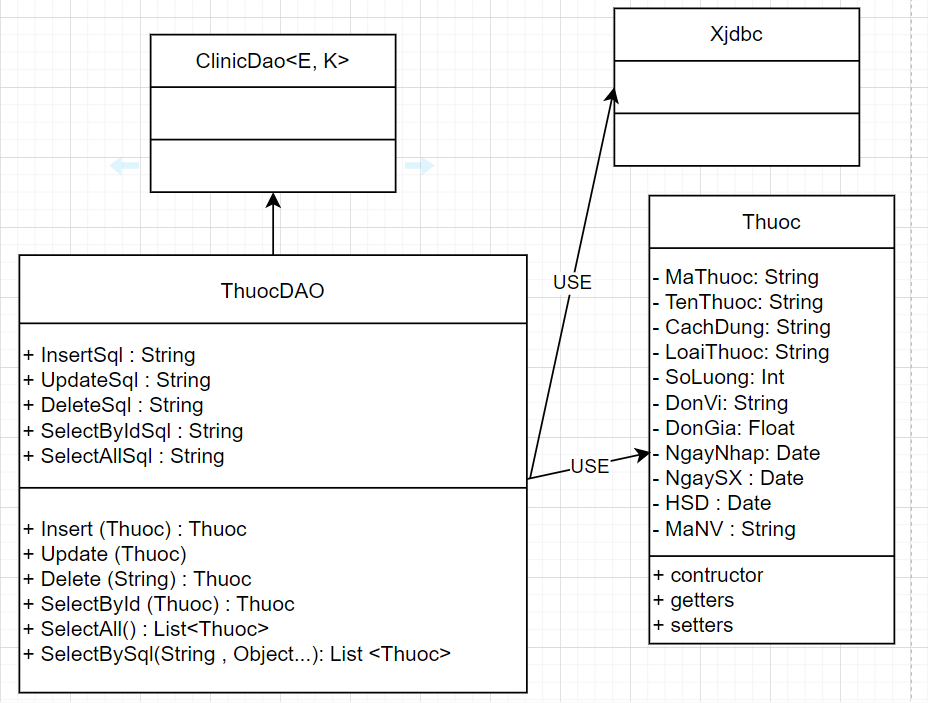 ClinicDao<E, K>
Xjdbc
ThuocDAO
+ InsertSql : String
+ UpdateSql : String
+ DeleteSql : String
+ SelectByIdSql : String
+ SelectAllSql : String
+ Insert (Thuoc) : Thuoc
+ Update (Thuoc)
+ Delete (String) : Thuoc
+ SelectById (Thuoc) : Thuoc
+ SelectAll() : List<Thuoc>
+ SelectBySql(String , Object...): List <Thuoc>
USE
USE
Thuoc
- MaThuoc: String
- TenThuoc: String
- CachDung: String
- LoaiThuoc: String
- SoLuong: Int
- DonVi: String
- DonGia: Float
- NgayNhap: Date
- NgaySX : Date
- HSD : Date
- MaNV : String
+ contructor
+ getters
+ setters